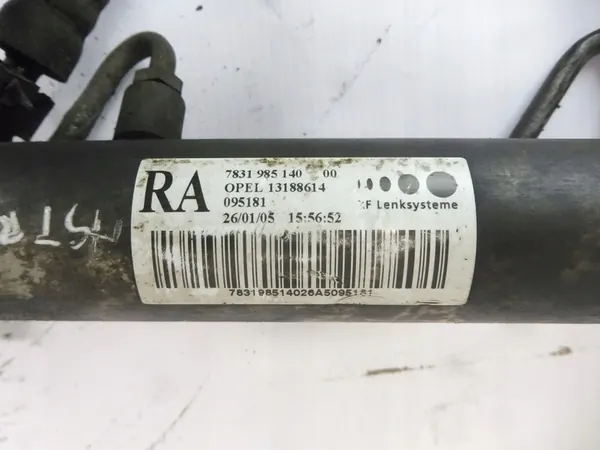 RA
7831 985 140 00
OPEL 13188614
095181
26/01/05 15:56:52
F Lenksysteme
783198514026A5095181